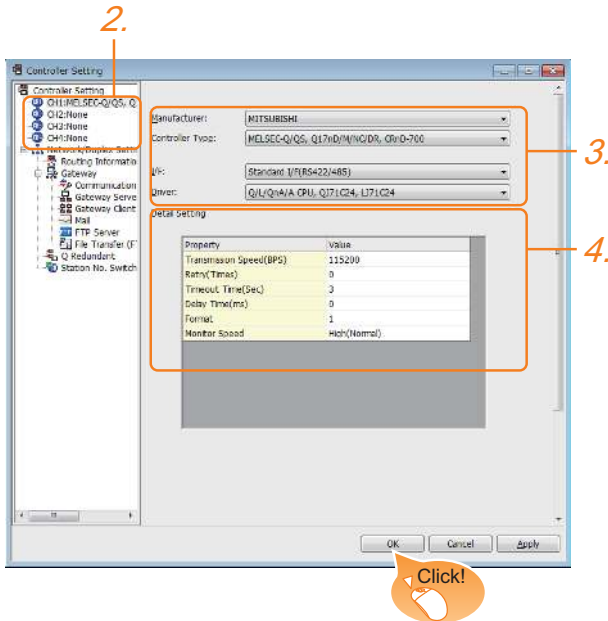 2.
Controller Setting
Controller Setting
CH1:MELSEC-Q/QS, Q
CH2:None
CH3:None
CH4:None
Network/Duplex Setti
Routing Informatio
Gateway
Communication
Gateway Serve
Gateway Client
Mail
FTP Server
File Transfer (F
Q Redundant
Station No. Switch
Manufacturer: MITSUBISHI
Controller Type: MELSEC-Q/QS, Q17nD/M/NC/DR, CRnD-700
I/F: Standard I/F(RS422/485)
Driver: Q/L/QnA/A CPU, QJ71C24, LJ71C24
3.
Detail Setting
4.
Property Value
Transmission Speed(BPS) 115200
Retry(Times) 0
Timeout Time(Sec) 3
Delay Time(ms) 0
Format 1
Monitor Speed High(Normal)
OK Cancel Apply
Click!